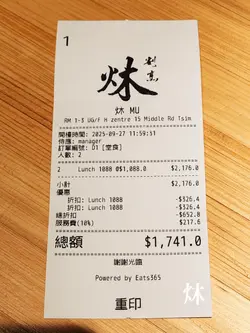 1
割烹
炑
炑 MU
RM 1-3 UG/F H zentre 15 Middle Rd Tsim
開檯時間: 2025-09-27 11:59:31
侍應: manager
訂單編號: D1 [堂食]
人數: 2
2 Lunch 1088 @$1,088.0 $2,176.0
小計 $2,176.0
優惠
折扣: Lunch 1088 -$326.4
折扣: Lunch 1088 -$326.4
總折扣 -$652.8
服務費(10%) $217.6
總額 $1,741.0
謝謝光臨
Powered by Eats365
重印
炑